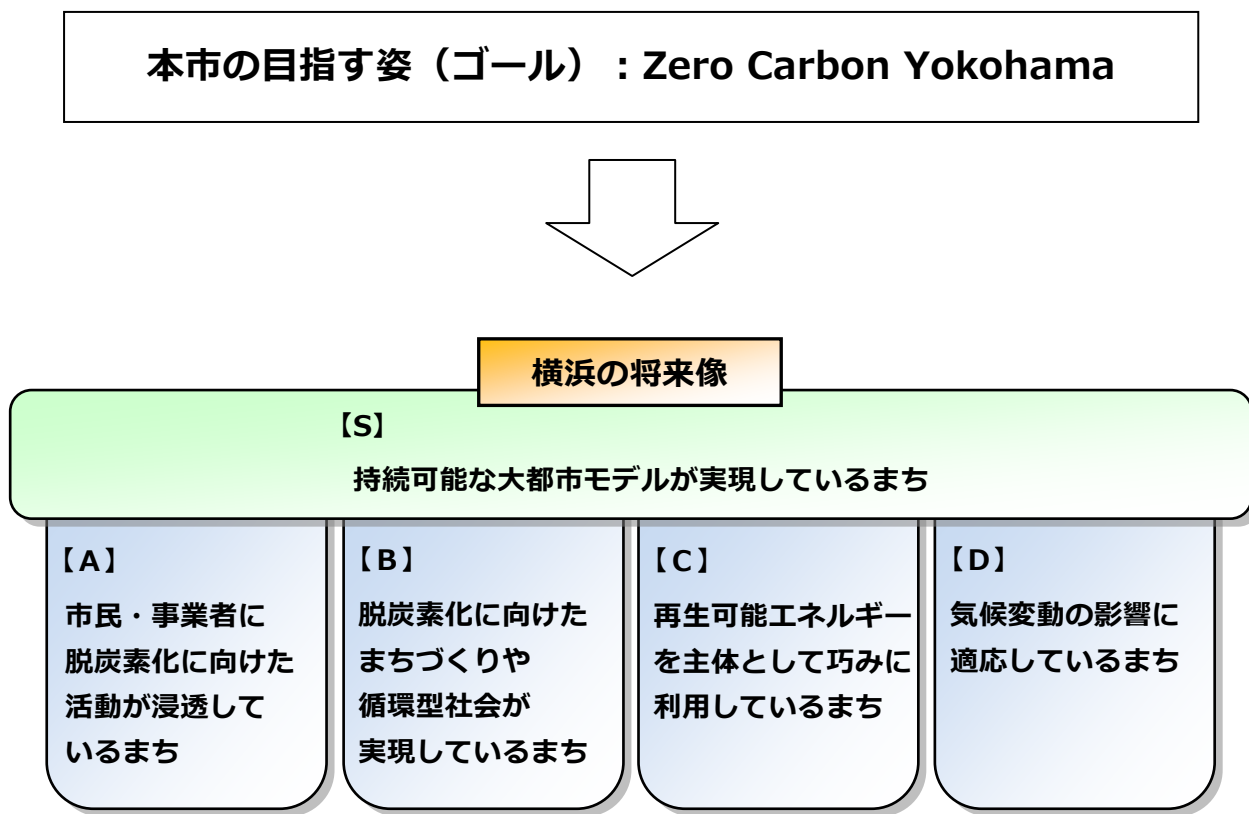 本市の目指す姿（ゴール）：Zero Carbon Yokohama
横浜の将来像
【S】
持続可能な大都市モデルが実現しているまち
【A】
市民・事業者に
脱炭素化に向けた
活動が浸透して
いるまち
【B】
脱炭素化に向けた
まちづくりや
循環型社会が
実現しているまち
【C】
再生可能エネルギー
を主体として巧みに
利用しているまち
【D】
気候変動の影響に
適応しているまち